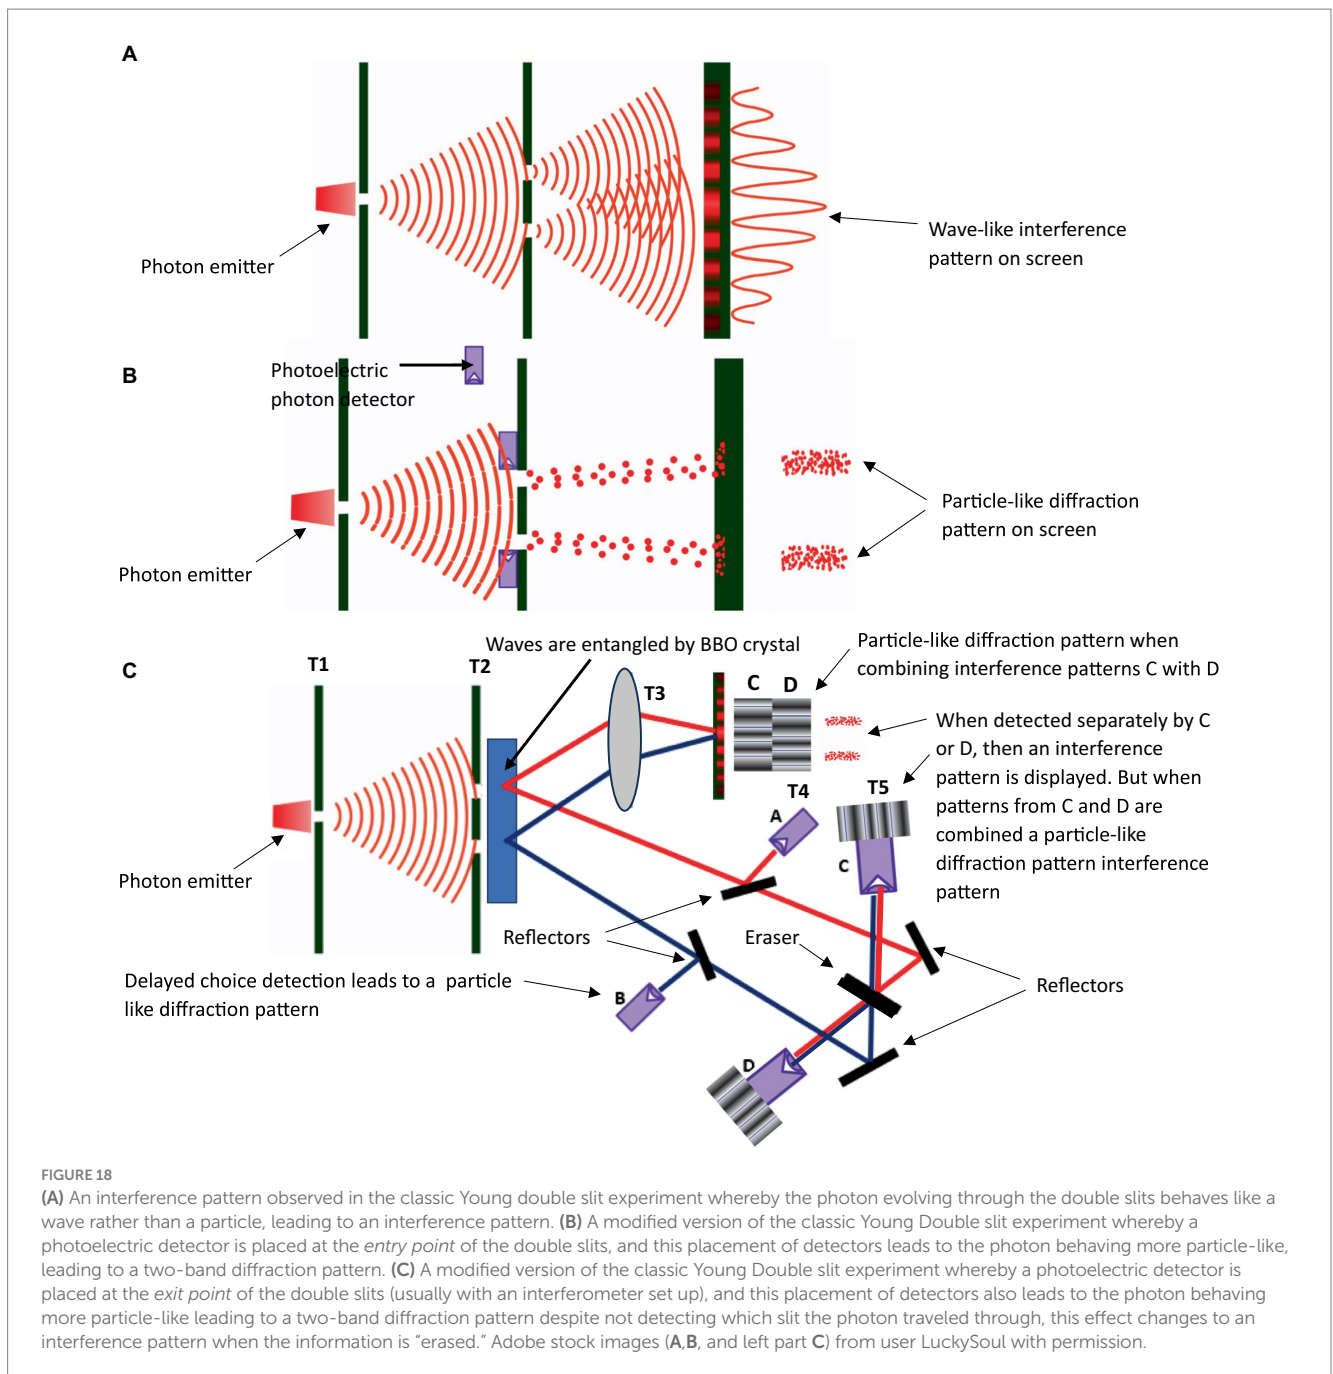 A
Photon emitter
Wave-like interference
pattern on screen
B
Photoelectric
photon detector
Photon emitter
Particle-like diffraction
pattern on screen
C
T1
T2
Waves are entangled by BBO crystal
T3
C D
Particle-like diffraction pattern when
combining interference patterns C with D
When detected separately by C
or D, then an interference
pattern is displayed. But when
patterns from C and D are
combined a particle-like
diffraction pattern interference
pattern
T4
A
T5
C
Photon emitter
Reflectors
Eraser
Reflectors
Delayed choice detection leads to a particle
like diffraction pattern
B
D
FIGURE 18
(A) An interference pattern observed in the classic Young double slit experiment whereby the photon evolving through the double slits behaves like a
wave rather than a particle, leading to an interference pattern. (B) A modified version of the classic Young Double slit experiment whereby a
photoelectric detector is placed at the entry point of the double slits, and this placement of detectors leads to the photon behaving more particle-like,
leading to a two-band diffraction pattern. (C) A modified version of the classic Young Double slit experiment whereby a photoelectric detector is
placed at the exit point of the double slits (usually with an interferometer set up), and this placement of detectors also leads to the photon behaving
more particle-like leading to a two-band diffraction pattern despite not detecting which slit the photon traveled through, this effect changes to an
interference pattern when the information is “erased.” Adobe stock images (A,B, and left part C) from user LuckySoul with permission.